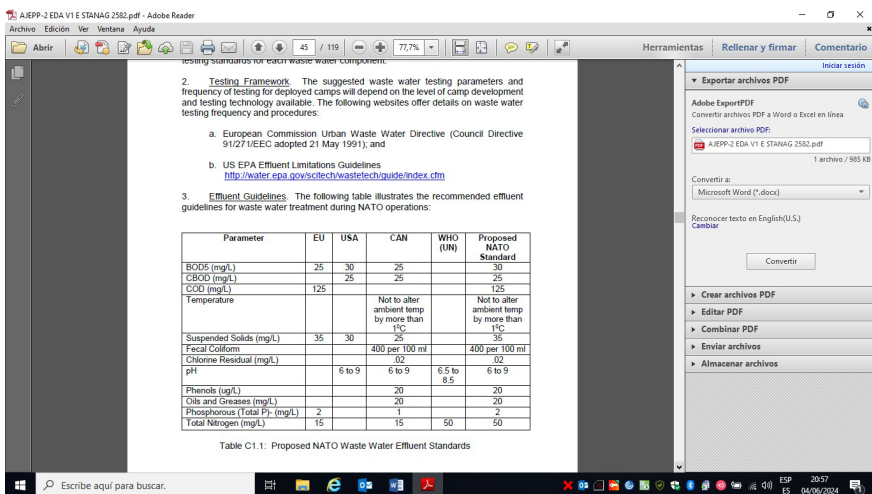 AJEPP-2 EDA V1 E STANAG 2582.pdf - Adobe Reader
Archivo Edición Ver Ventana Ayuda
Abrir 45 / 119 77,7% Herramientas Rellenar y firmar Comentario
Iniciar sesión
testing standards for each waste water component.
2. Testing Framework. The suggested waste water testing parameters and
frequency of testing for deployed camps will depend on the level of camp development
and testing technology available. The following websites offer details on waste water
testing frequency and procedures:
a. European Commission Urban Waste Water Directive (Council Directive
91/271/EEC adopted 21 May 1991); and
b. US EPA Effluent Limitations Guidelines
http://water.epa.gov/scitech/wastetech/guide/index.cfm
3. Effluent Guidelines. The following table illustrates the recommended effluent
guidelines for waste water treatment during NATO operations:
Parameter EU USA CAN WHO (UN) Proposed NATO Standard
BOD5 (mg/L) 25 30 25 30
CBOD (mg/L) 25 25 25
COD (mg/L) 125 125
Temperature Not to alter ambient temp by more than 1⁰C Not to alter ambient temp by more than 1⁰C
Suspended Solids (mg/L) 35 30 25 35
Fecal Coliform 400 per 100 ml 400 per 100 ml
Chlorine Residual (mg/L) .02 .02
pH 6 to 9 6 to 9 6.5 to 8.5 6 to 9
Phenols (ug/L) 20 20
Oils and Greases (mg/L) 20 20
Phosphorous (Total P)- (mg/L) 2 1 2
Total Nitrogen (mg/L) 15 15 50 50
Table C1.1: Proposed NATO Waste Water Effluent Standards
Exportar archivos PDF
Adobe ExportPDF
Convertir archivos PDF a Word o Excel en línea
Seleccionar archivo PDF:
AJEPP-2 EDA V1 E STANAG 2582.pdf
1 archivo / 985 KB
Convertir a:
Microsoft Word (*.docx)
Reconocer texto en English(U.S.)
Cambiar
Convertir
Crear archivos PDF
Editar PDF
Combinar PDF
Enviar archivos
Almacenar archivos
Escribe aquí para buscar.
ESP 20:57
ES 04/06/2024